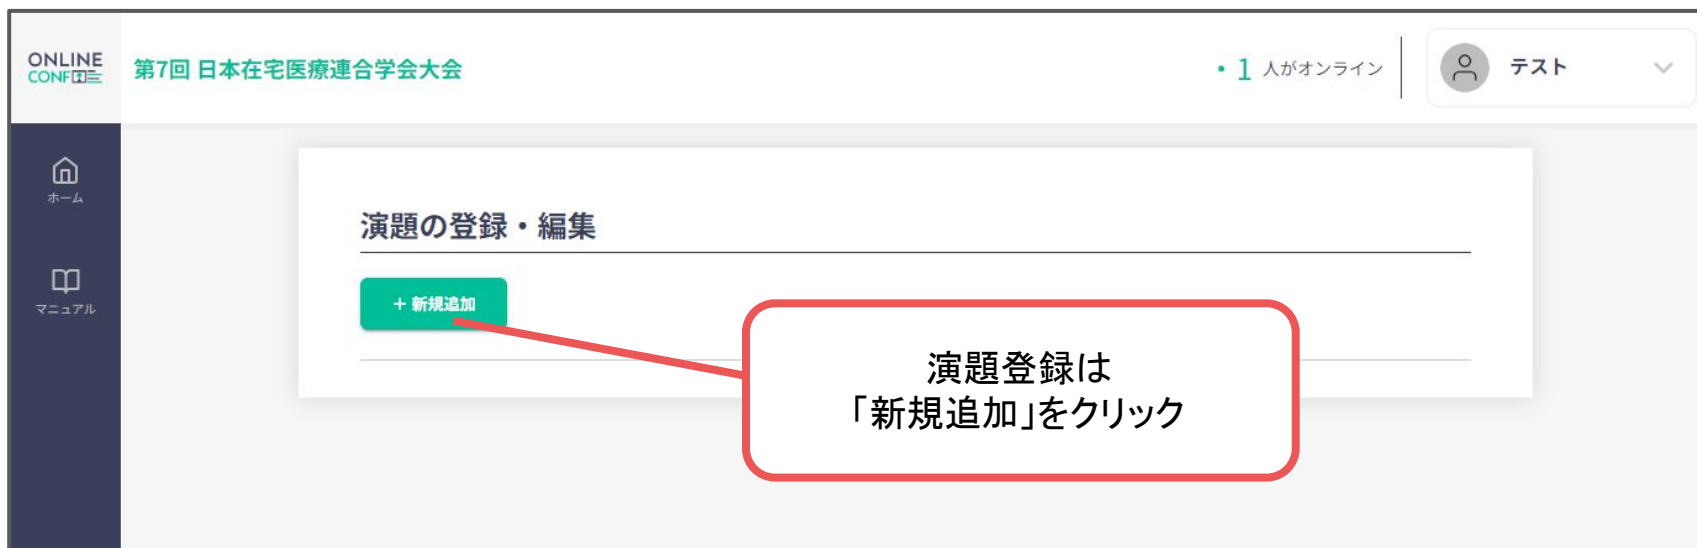 ONLINE
CONF
第7回 日本在宅医療連合学会大会
・1 人がオンライン
テスト
ホーム
マニュアル
演題の登録・編集
+ 新規追加
演題登録は
「新規追加」をクリック